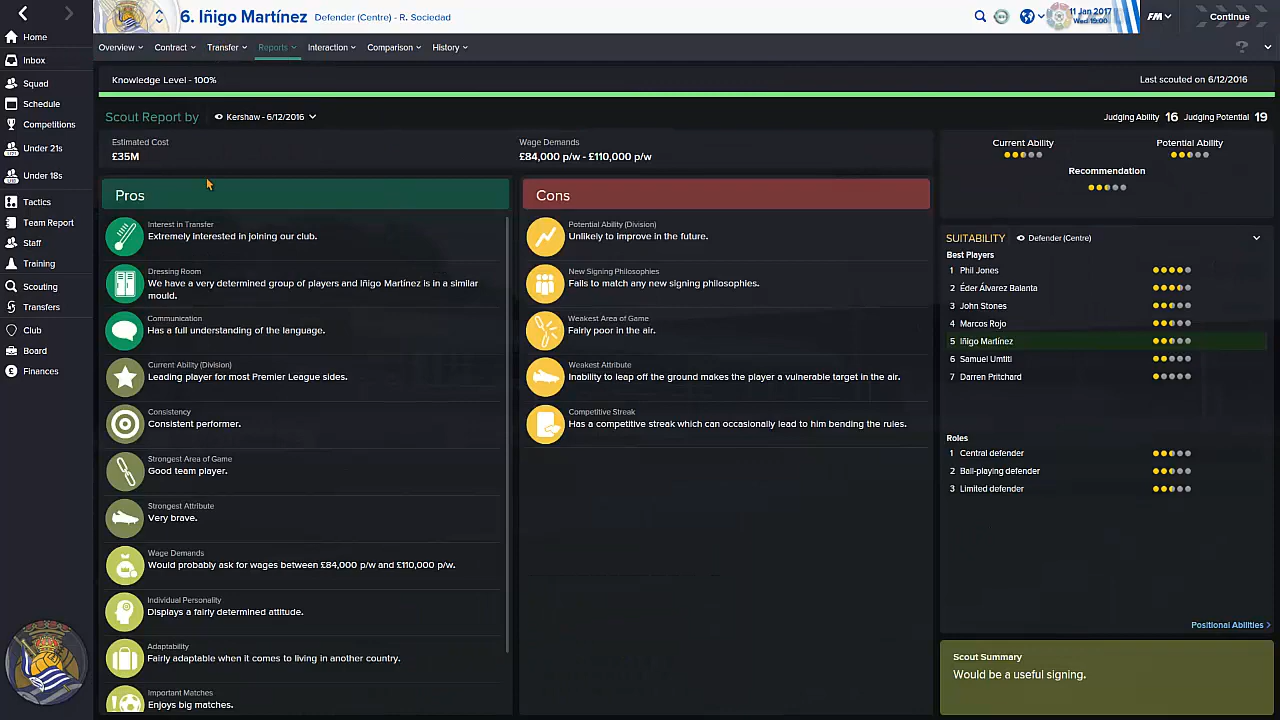 6. Iñigo Martínez Defender (Centre) - R. Sociedad
11 Jan 2017
Wed 19:00
FM
Continue
Home
Inbox
Squad
Schedule
Competitions
Under 21s
Under 18s
Tactics
Team Report
Staff
Training
Scouting
Transfers
Club
Board
Finances
Overview
Contract
Transfer
Reports
Interaction
Comparison
History
Knowledge Level - 100%
Last scouted on 6/12/2016
Scout Report by
Kershaw - 6/12/2016
Judging Ability 16 Judging Potential 19
Estimated Cost
£35M
Wage Demands
£84,000 p/w - £110,000 p/w
Current Ability
Potential Ability
Recommendation
Pros
Interest in Transfer
Extremely interested in joining our club.
Dressing Room
We have a very determined group of players and Iñigo Martínez is in a similar
mould.
Communication
Has a full understanding of the language.
Current Ability (Division)
Leading player for most Premier League sides.
Consistency
Consistent performer.
Strongest Area of Game
Good team player.
Strongest Attribute
Very brave.
Wage Demands
Would probably ask for wages between £84,000 p/w and £110,000 p/w.
Individual Personality
Displays a fairly determined attitude.
Adaptability
Fairly adaptable when it comes to living in another country.
Important Matches
Enjoys big matches.
Cons
Potential Ability (Division)
Unlikely to improve in the future.
New Signing Philosophies
Fails to match any new signing philosophies.
Weakest Area of Game
Fairly poor in the air.
Weakest Attribute
Inability to leap off the ground makes the player a vulnerable target in the air.
Competitive Streak
Has a competitive streak which can occasionally lead to him bending the rules.
SUITABILITY
Defender (Centre)
Best Players
1 Phil Jones
2 Éder Álvarez Balanta
3 John Stones
4 Marcos Rojo
5 Iñigo Martínez
6 Samuel Umtiti
7 Darren Pritchard
Roles
1 Central defender
2 Ball-playing defender
3 Limited defender
Positional Abilities >
Scout Summary
Would be a useful signing.